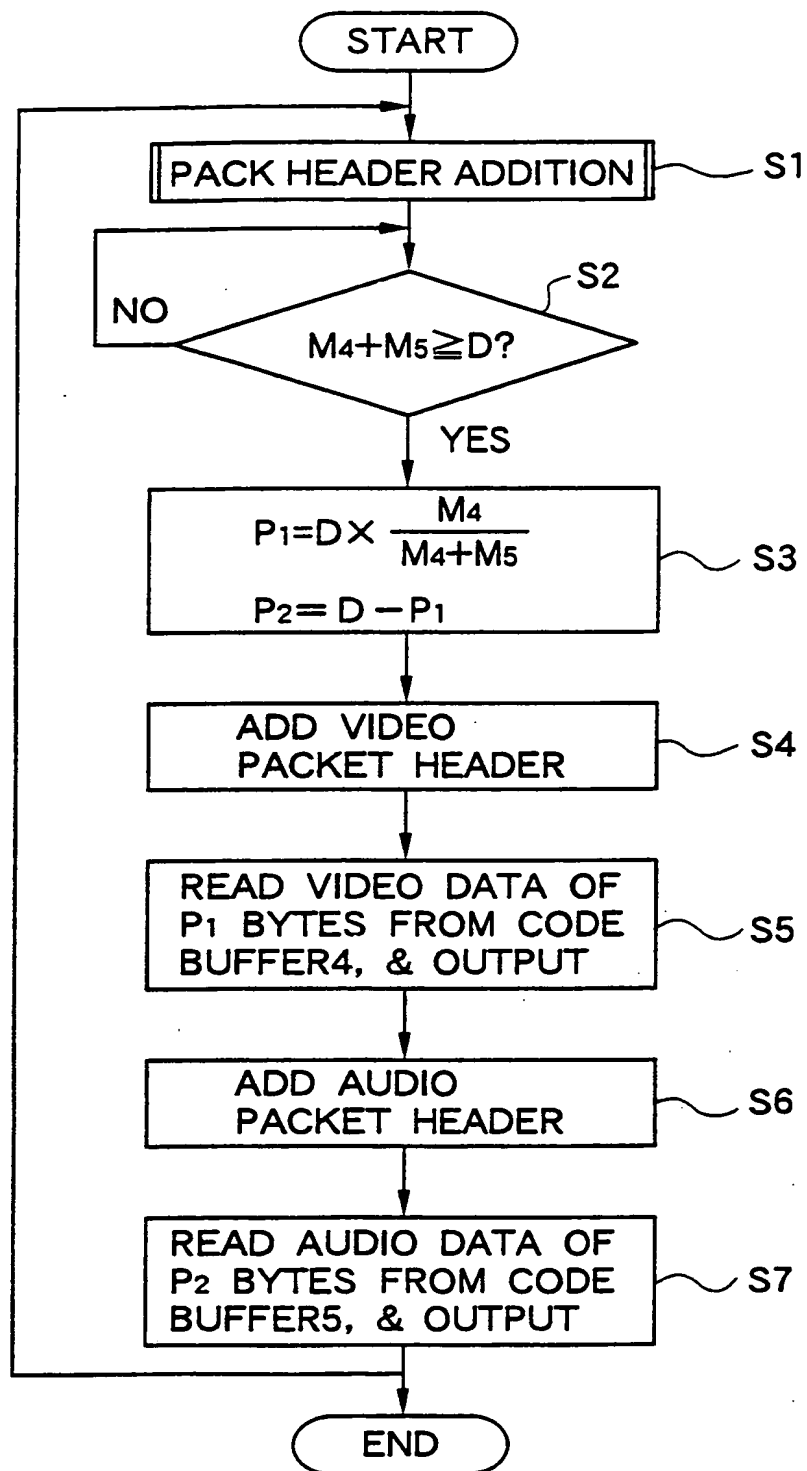 START
PACK HEADER ADDITION
S1
S2
NO
M4+M5≧D?
YES
P1=D× M4
M4+M5
P2=D-P1
S3
ADD VIDEO
PACKET HEADER
S4
READ VIDEO DATA OF
P1 BYTES FROM CODE
BUFFER4, & OUTPUT
S5
ADD AUDIO
PACKET HEADER
S6
READ AUDIO DATA OF
P2 BYTES FROM CODE
BUFFER5, & OUTPUT
S7
END